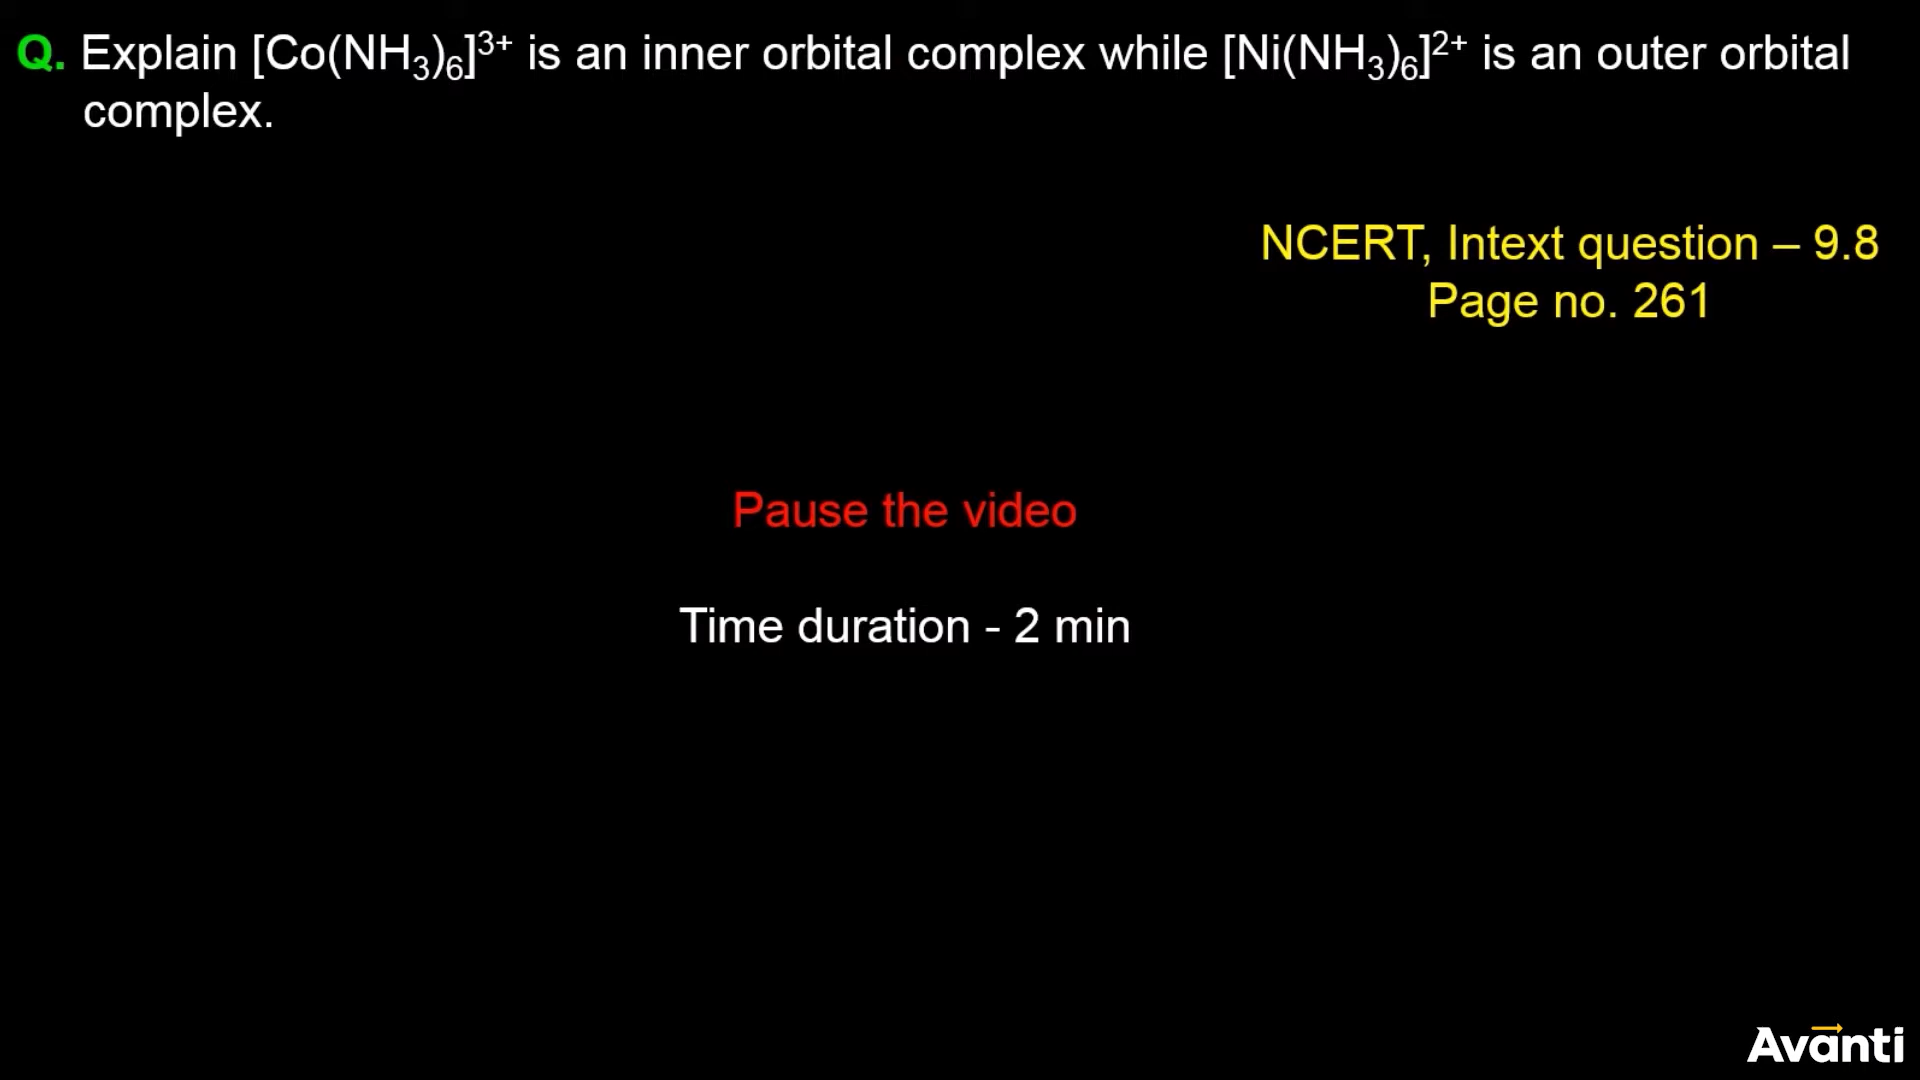 Q. Explain [Co(NH₃)₆]³⁺ is an inner orbital complex while [Ni(NH₃)₆]²⁺ is an outer orbital
complex.
NCERT, Intext question – 9.8
Page no. 261
Pause the video
Time duration - 2 min
Avanti